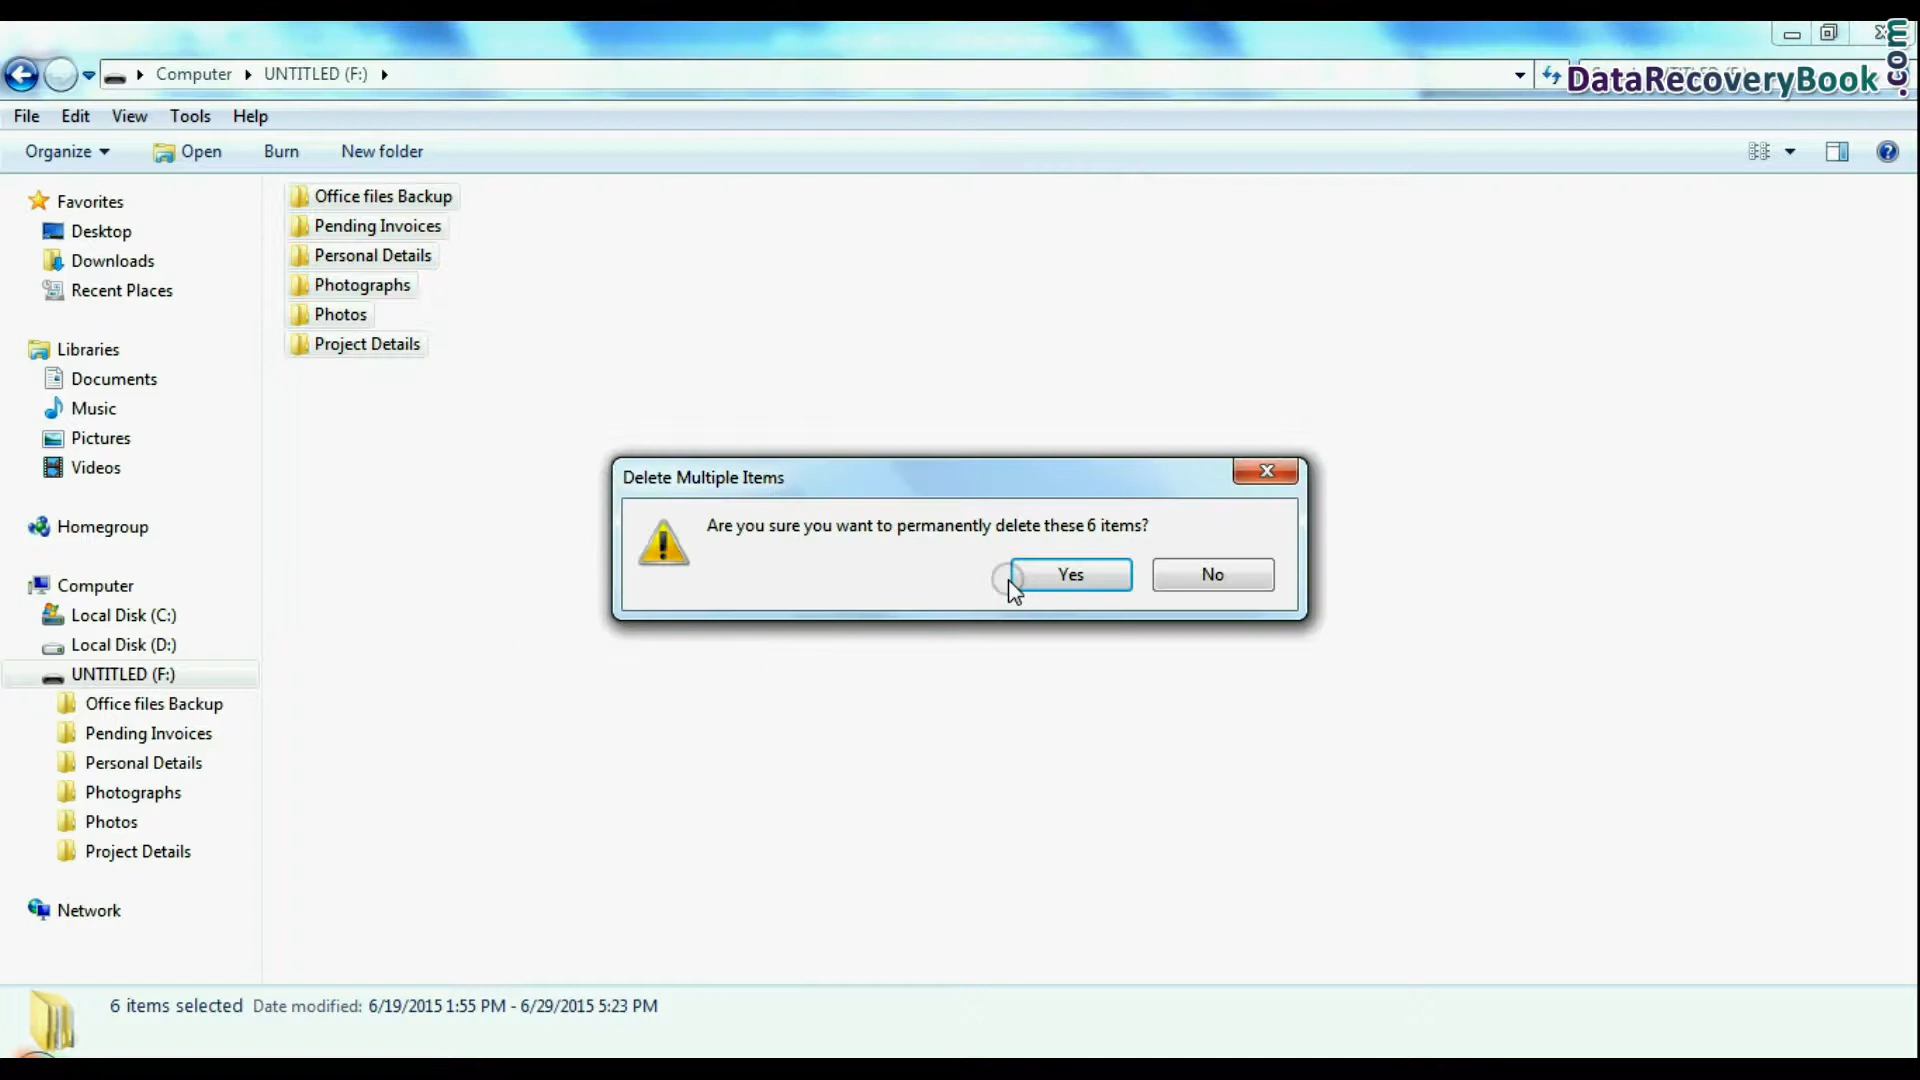 Computer
UNTITLED (F:)
DataRecoveryBook.com
File Edit View Tools Help
Organize Open Burn New folder
Favorites
Desktop
Downloads
Recent Places
Libraries
Documents
Music
Pictures
Videos
Homegroup
Computer
Local Disk (C:)
Local Disk (D:)
UNTITLED (F:)
Office files Backup
Pending Invoices
Personal Details
Photographs
Photos
Project Details
Network
Office files Backup
Pending Invoices
Personal Details
Photographs
Photos
Project Details
Delete Multiple Items
Are you sure you want to permanently delete these 6 items?
Yes No
6 items selected Date modified: 6/19/2015 1:55 PM - 6/29/2015 5:23 PM